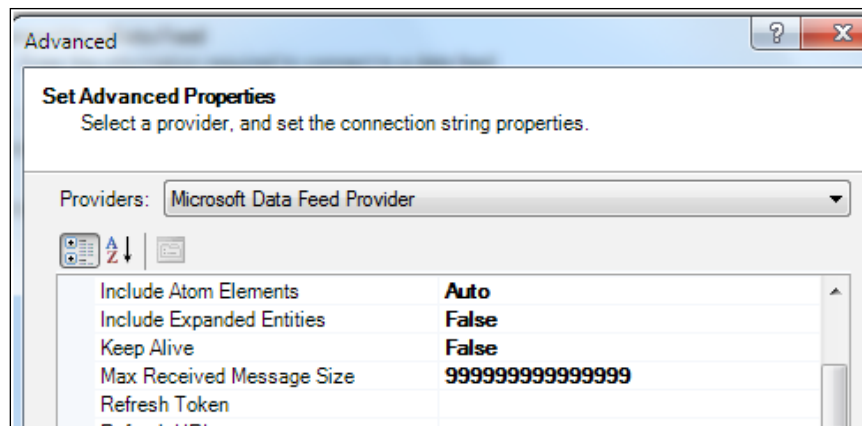 Advanced
Set Advanced Properties
Select a provider, and set the connection string properties.
Providers: Microsoft Data Feed Provider
Include Atom Elements Auto
Include Expanded Entities False
Keep Alive False
Max Received Message Size 999999999999999
Refresh Token